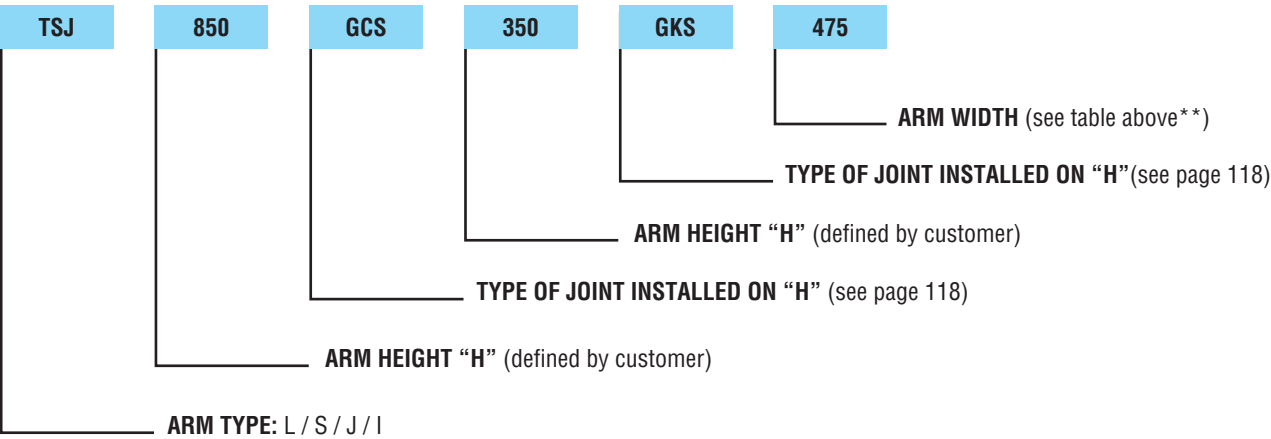 TSJ 850 GCS 350 GKS 475
ARM WIDTH (see table above**)
TYPE OF JOINT INSTALLED ON “H”(see page 118)
ARM HEIGHT “H” (defined by customer)
TYPE OF JOINT INSTALLED ON “H” (see page 118)
ARM HEIGHT “H” (defined by customer)
ARM TYPE: L / S / J / I